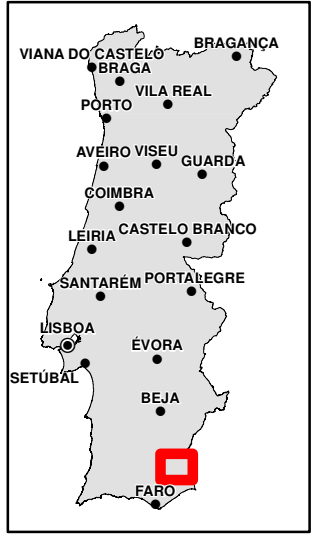 BRAGANÇA
VIANA DO CASTELO
BRAGA
VILA REAL
PORTO
AVEIRO
VISEU
GUARDA
COIMBRA
CASTELO BRANCO
LEIRIA
PORTALEGRE
SANTARÉM
LISBOA
ÉVORA
SETÚBAL
BEJA
FARO